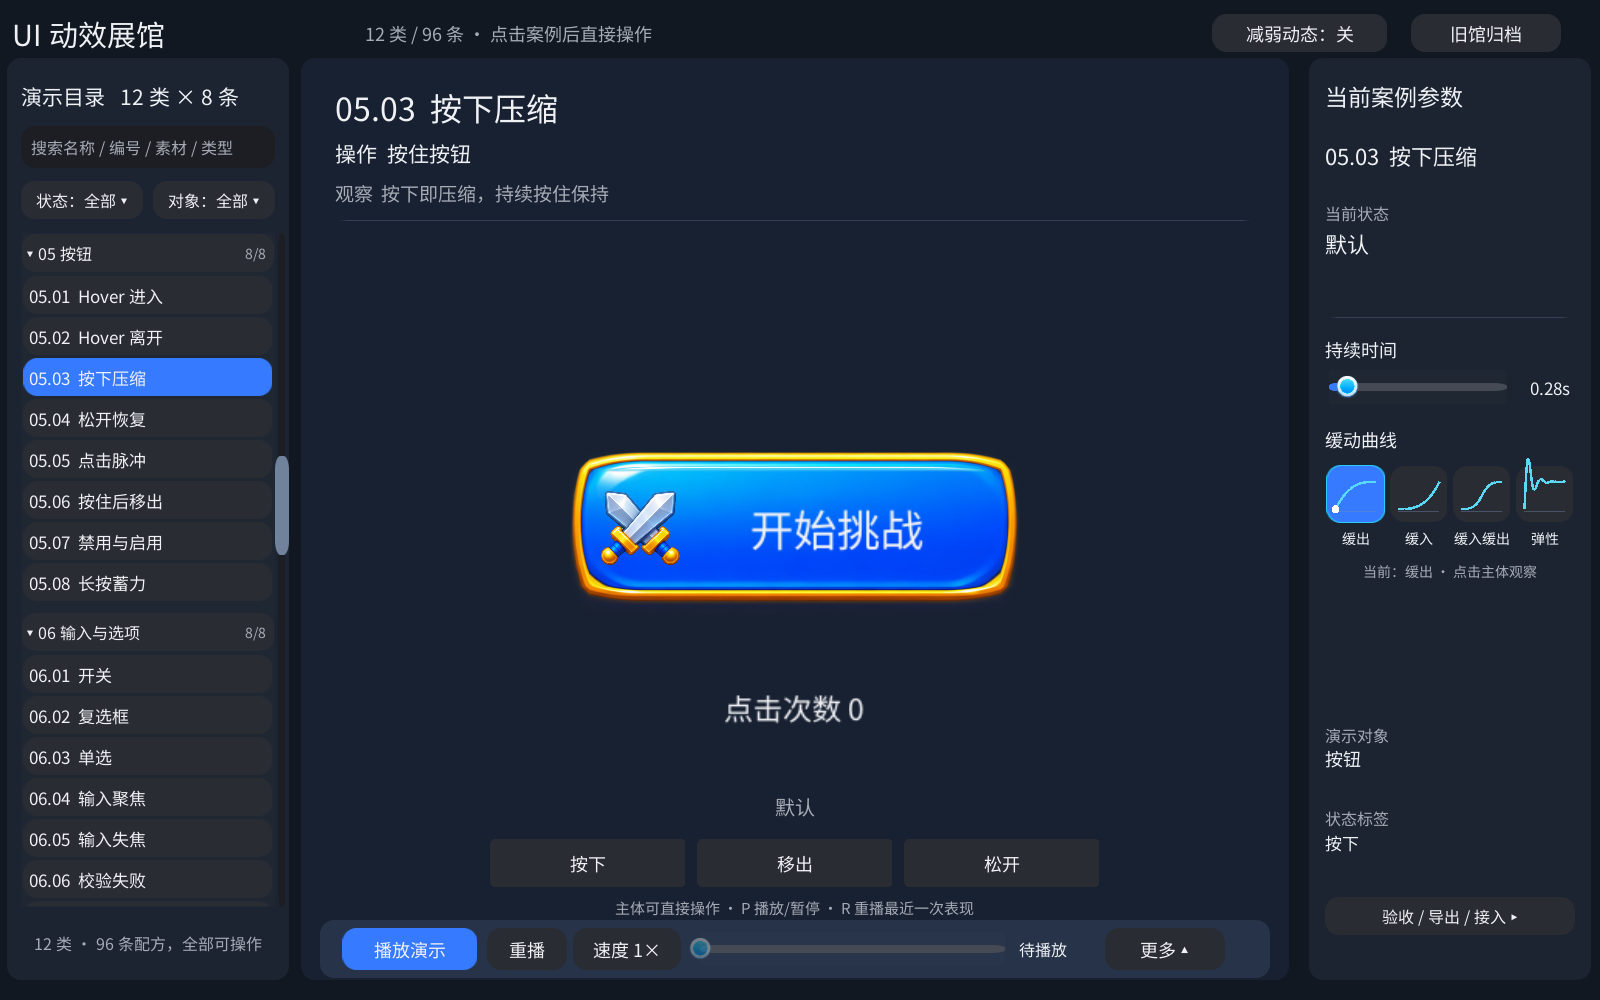 UI 动效展馆
12 类 / 96 条 · 点击案例后直接操作
减弱动态：关
旧馆归档
演示目录 12 类 × 8 条
搜索名称 / 编号 / 素材 / 类型
状态：全部 ▾
对象：全部 ▾
▾ 05 按钮 8/8
05.01 Hover 进入
05.02 Hover 离开
05.03 按下压缩
05.04 松开恢复
05.05 点击脉冲
05.06 按住后移出
05.07 禁用与启用
05.08 长按蓄力
▾ 06 输入与选项 8/8
06.01 开关
06.02 复选框
06.03 单选
06.04 输入聚焦
06.05 输入失焦
06.06 校验失败
12 类 · 96 条配方，全部可操作
05.03 按下压缩
操作 按住按钮
观察 按下即压缩，持续按住保持
开始挑战
点击次数 0
默认
按下
移出
松开
主体可直接操作 · P 播放/暂停 · R 重播最近一次表现
播放演示
重播
速度 1×
待播放
更多 ▴
当前案例参数
05.03 按下压缩
当前状态
默认
持续时间
0.28s
缓动曲线
缓出
缓入
缓入缓出
弹性
当前：缓出 · 点击主体观察
演示对象
按钮
状态标签
按下
验收 / 导出 / 接入 ▸